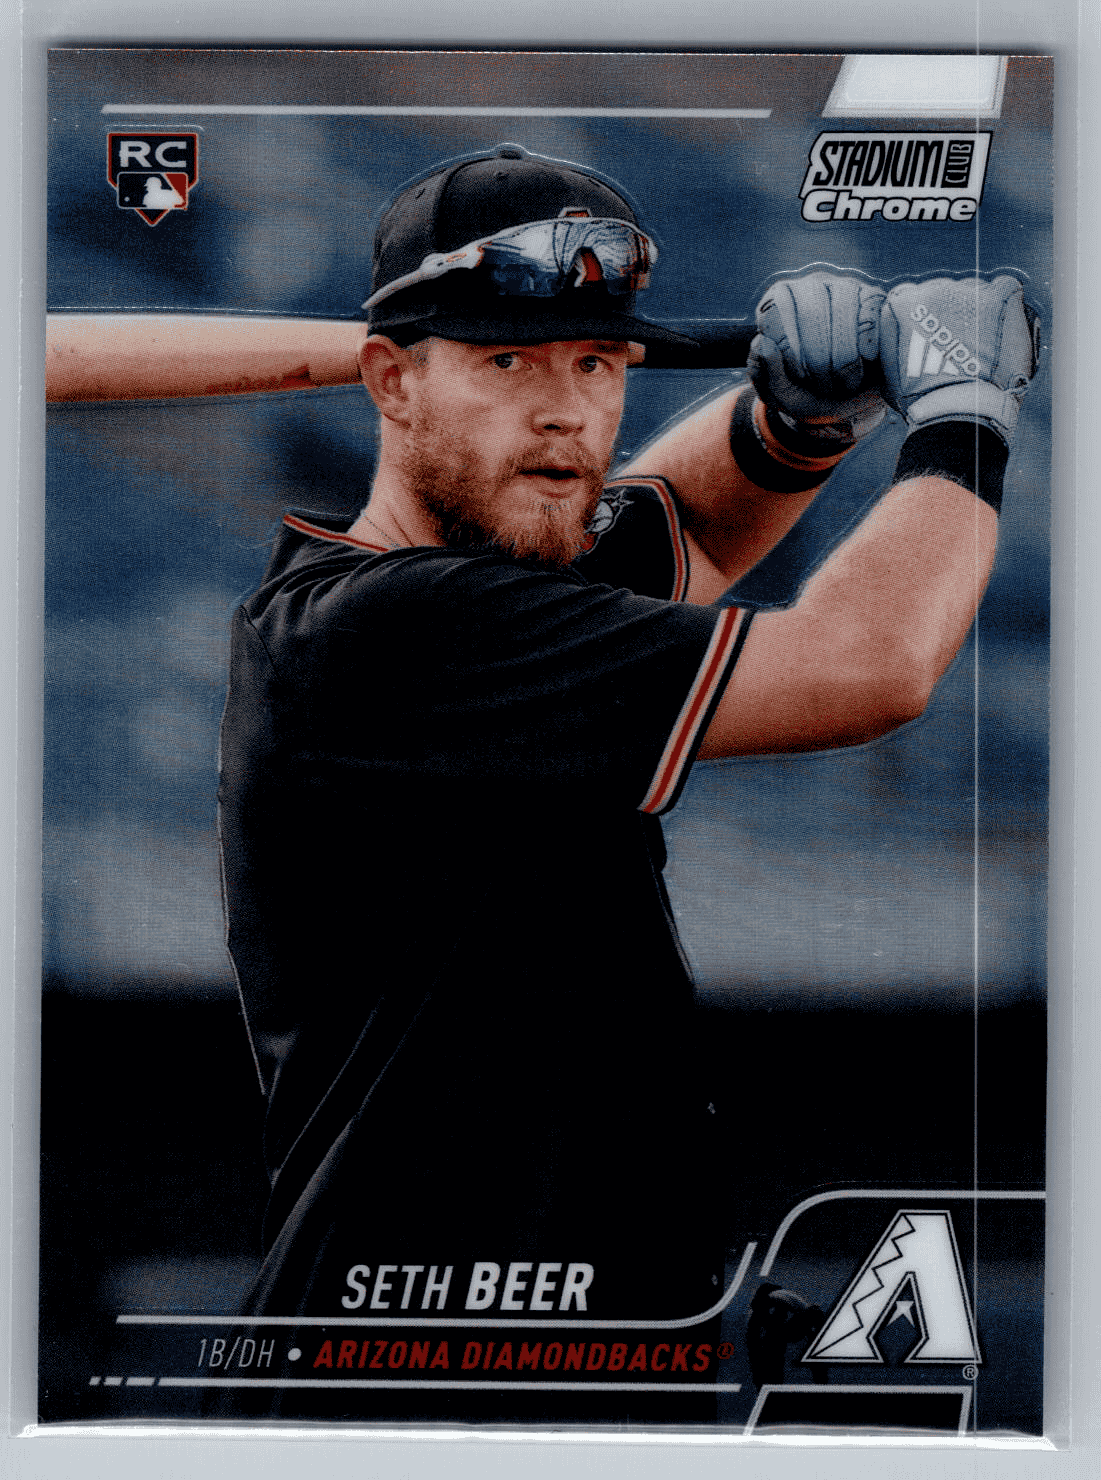 RC
STADIUM CLUB
Chrome
adidas
SETH BEER
1B/DH • ARIZONA DIAMONDBACKS®
A
®